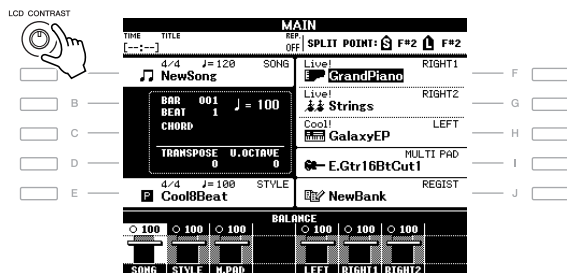 LCD CONTRAST
MAIN
TIME TITLE REP.
[--:--] OFF SPLIT POINT: S F#2 L F#2
4/4 ♩=120 SONG
NewSong
Live! RIGHT1
GrandPiano
F
BAR 001 ♩= 100
BEAT 1
CHORD
TRANSPOSE U.OCTAVE
0 0
B
C
D
Live! RIGHT2
Strings
G
Cool! LEFT
GalaxyEP
H
MULTI PAD
E.Gtr16BtCut1
I
4/4 ♩=100 STYLE
P Cool8Beat
E
REGIST
NewBank
J
BALANCE
100 100 100 100 100 100
SONG STYLE M.PAD LEFT RIGHT1 RIGHT2